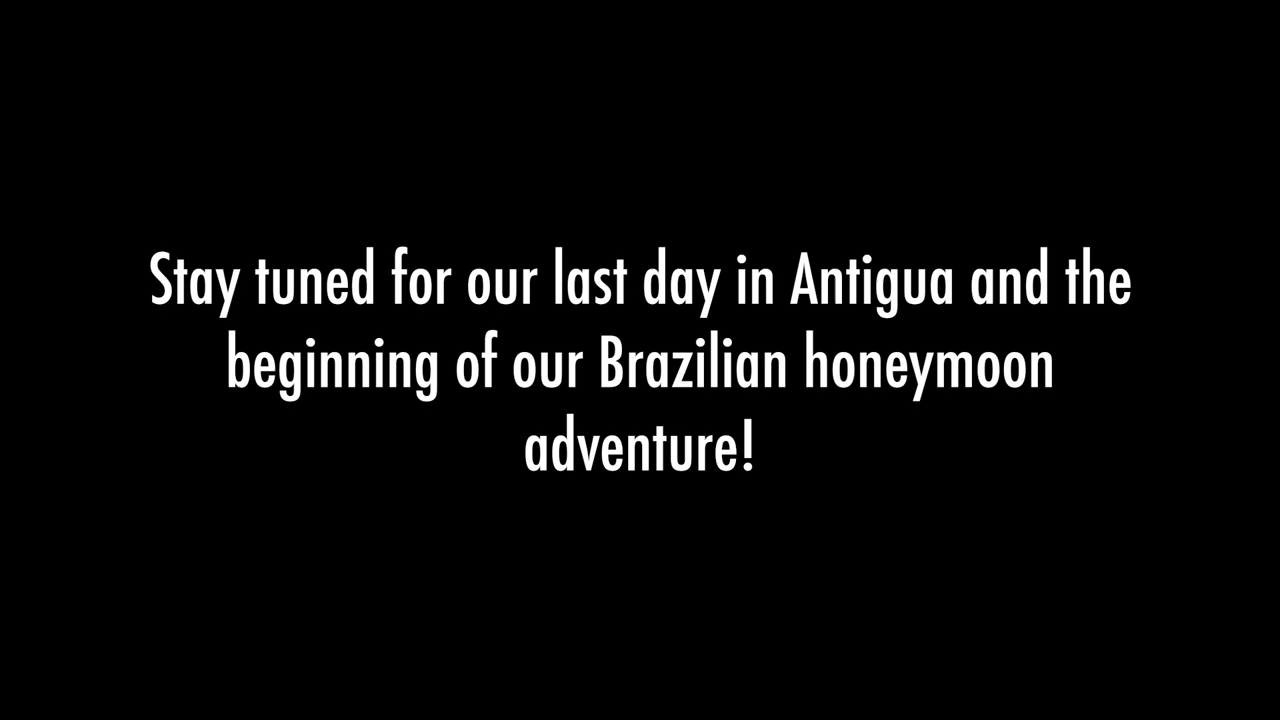 Stay tuned for our last day in Antigua and the
beginning of our Brazilian honeymoon
adventure!